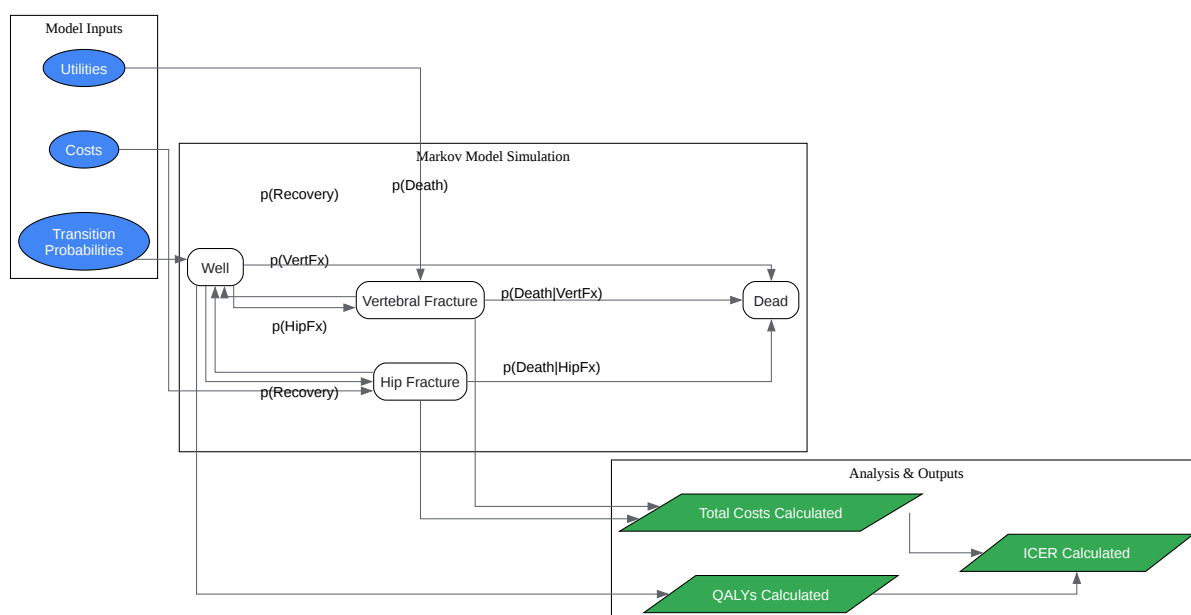 Model Inputs
Utilities
Costs
Transition
Probabilities
Markov Model Simulation
p(Death)
p(Recovery)
p(VertFx)
Well
Vertebral Fracture
p(Death|VertFx)
Dead
p(HipFx)
p(Death|HipFx)
Hip Fracture
p(Recovery)
Analysis & Outputs
Total Costs Calculated
ICER Calculated
QALYs Calculated